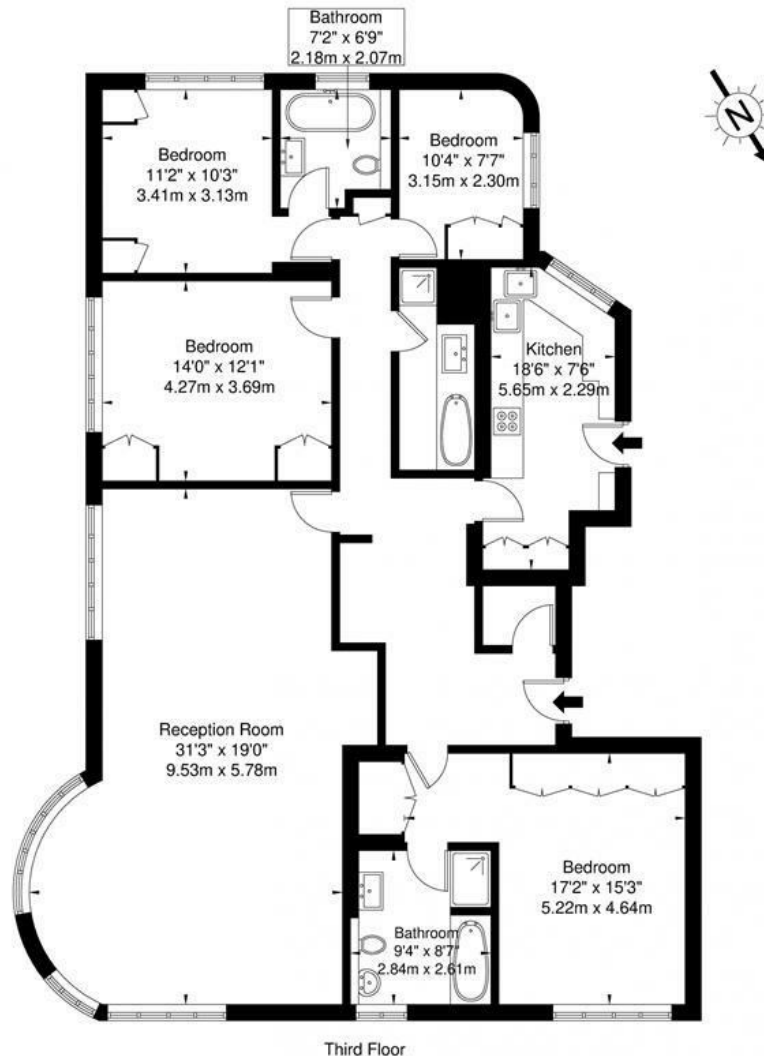 Bathroom
7'2" x 6'9"
2.18m x 2.07m
N
Bedroom
11'2" x 10'3"
3.41m x 3.13m
Bedroom
10'4" x 7'7"
3.15m x 2.30m
Bedroom
14'0" x 12'1"
4.27m x 3.69m
Kitchen
18'6" x 7'6"
5.65m x 2.29m
Reception Room
31'3" x 19'0"
9.53m x 5.78m
Bedroom
17'2" x 15'3"
5.22m x 4.64m
Bathroom
9'4" x 8'7"
2.84m x 2.61m
Third Floor